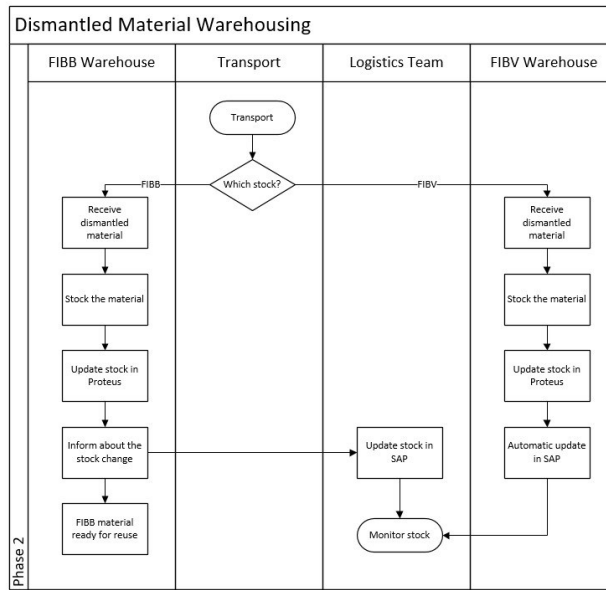 Dismantled Material Warehousing
FIBB Warehouse
Transport
Logistics Team
FIBV Warehouse
Transport
Which stock?
FIBB
FIBV
Receive
dismantled
material
Receive
dismantled
material
Stock the material
Stock the material
Update stock in
Proteus
Update stock in
Proteus
Inform about the
stock change
Update stock in
SAP
Automatic update
in SAP
FIBB material
ready for reuse
Monitor stock
Phase 2